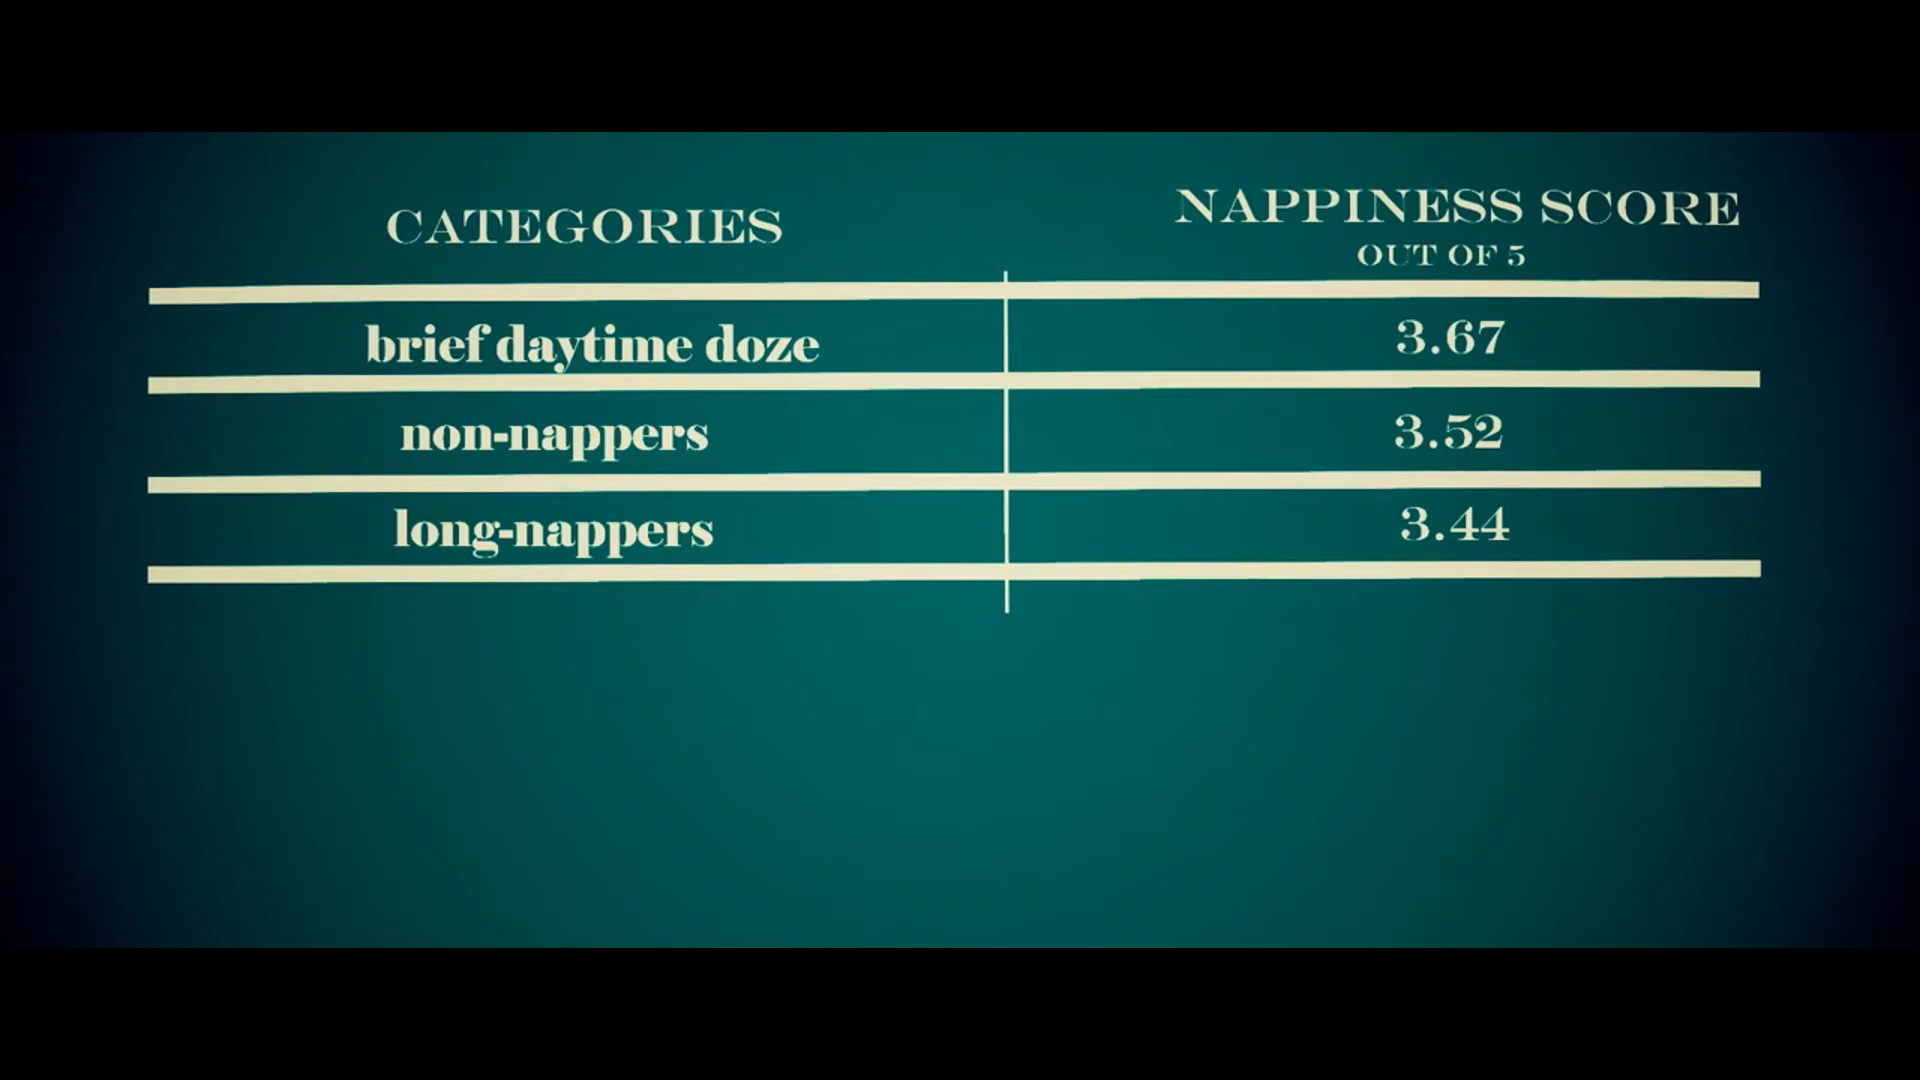 CATEGORIES
NAPPINESS SCORE
OUT OF 5
brief daytime doze
3.67
non-nappers
3.52
long-nappers
3.44